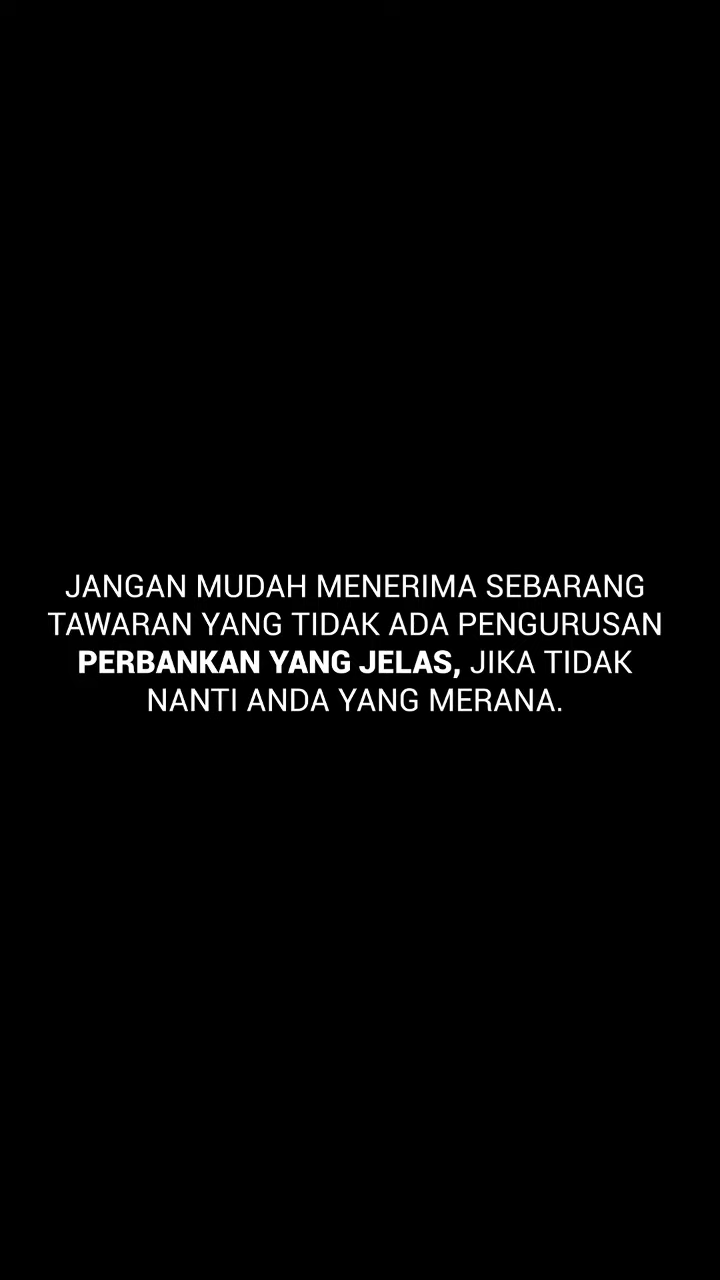 JANGAN MUDAH MENERIMA SEBARANG
TAWARAN YANG TIDAK ADA PENGURUSAN
PERBANKAN YANG JELAS, JIKA TIDAK
NANTI ANDA YANG MERANA.